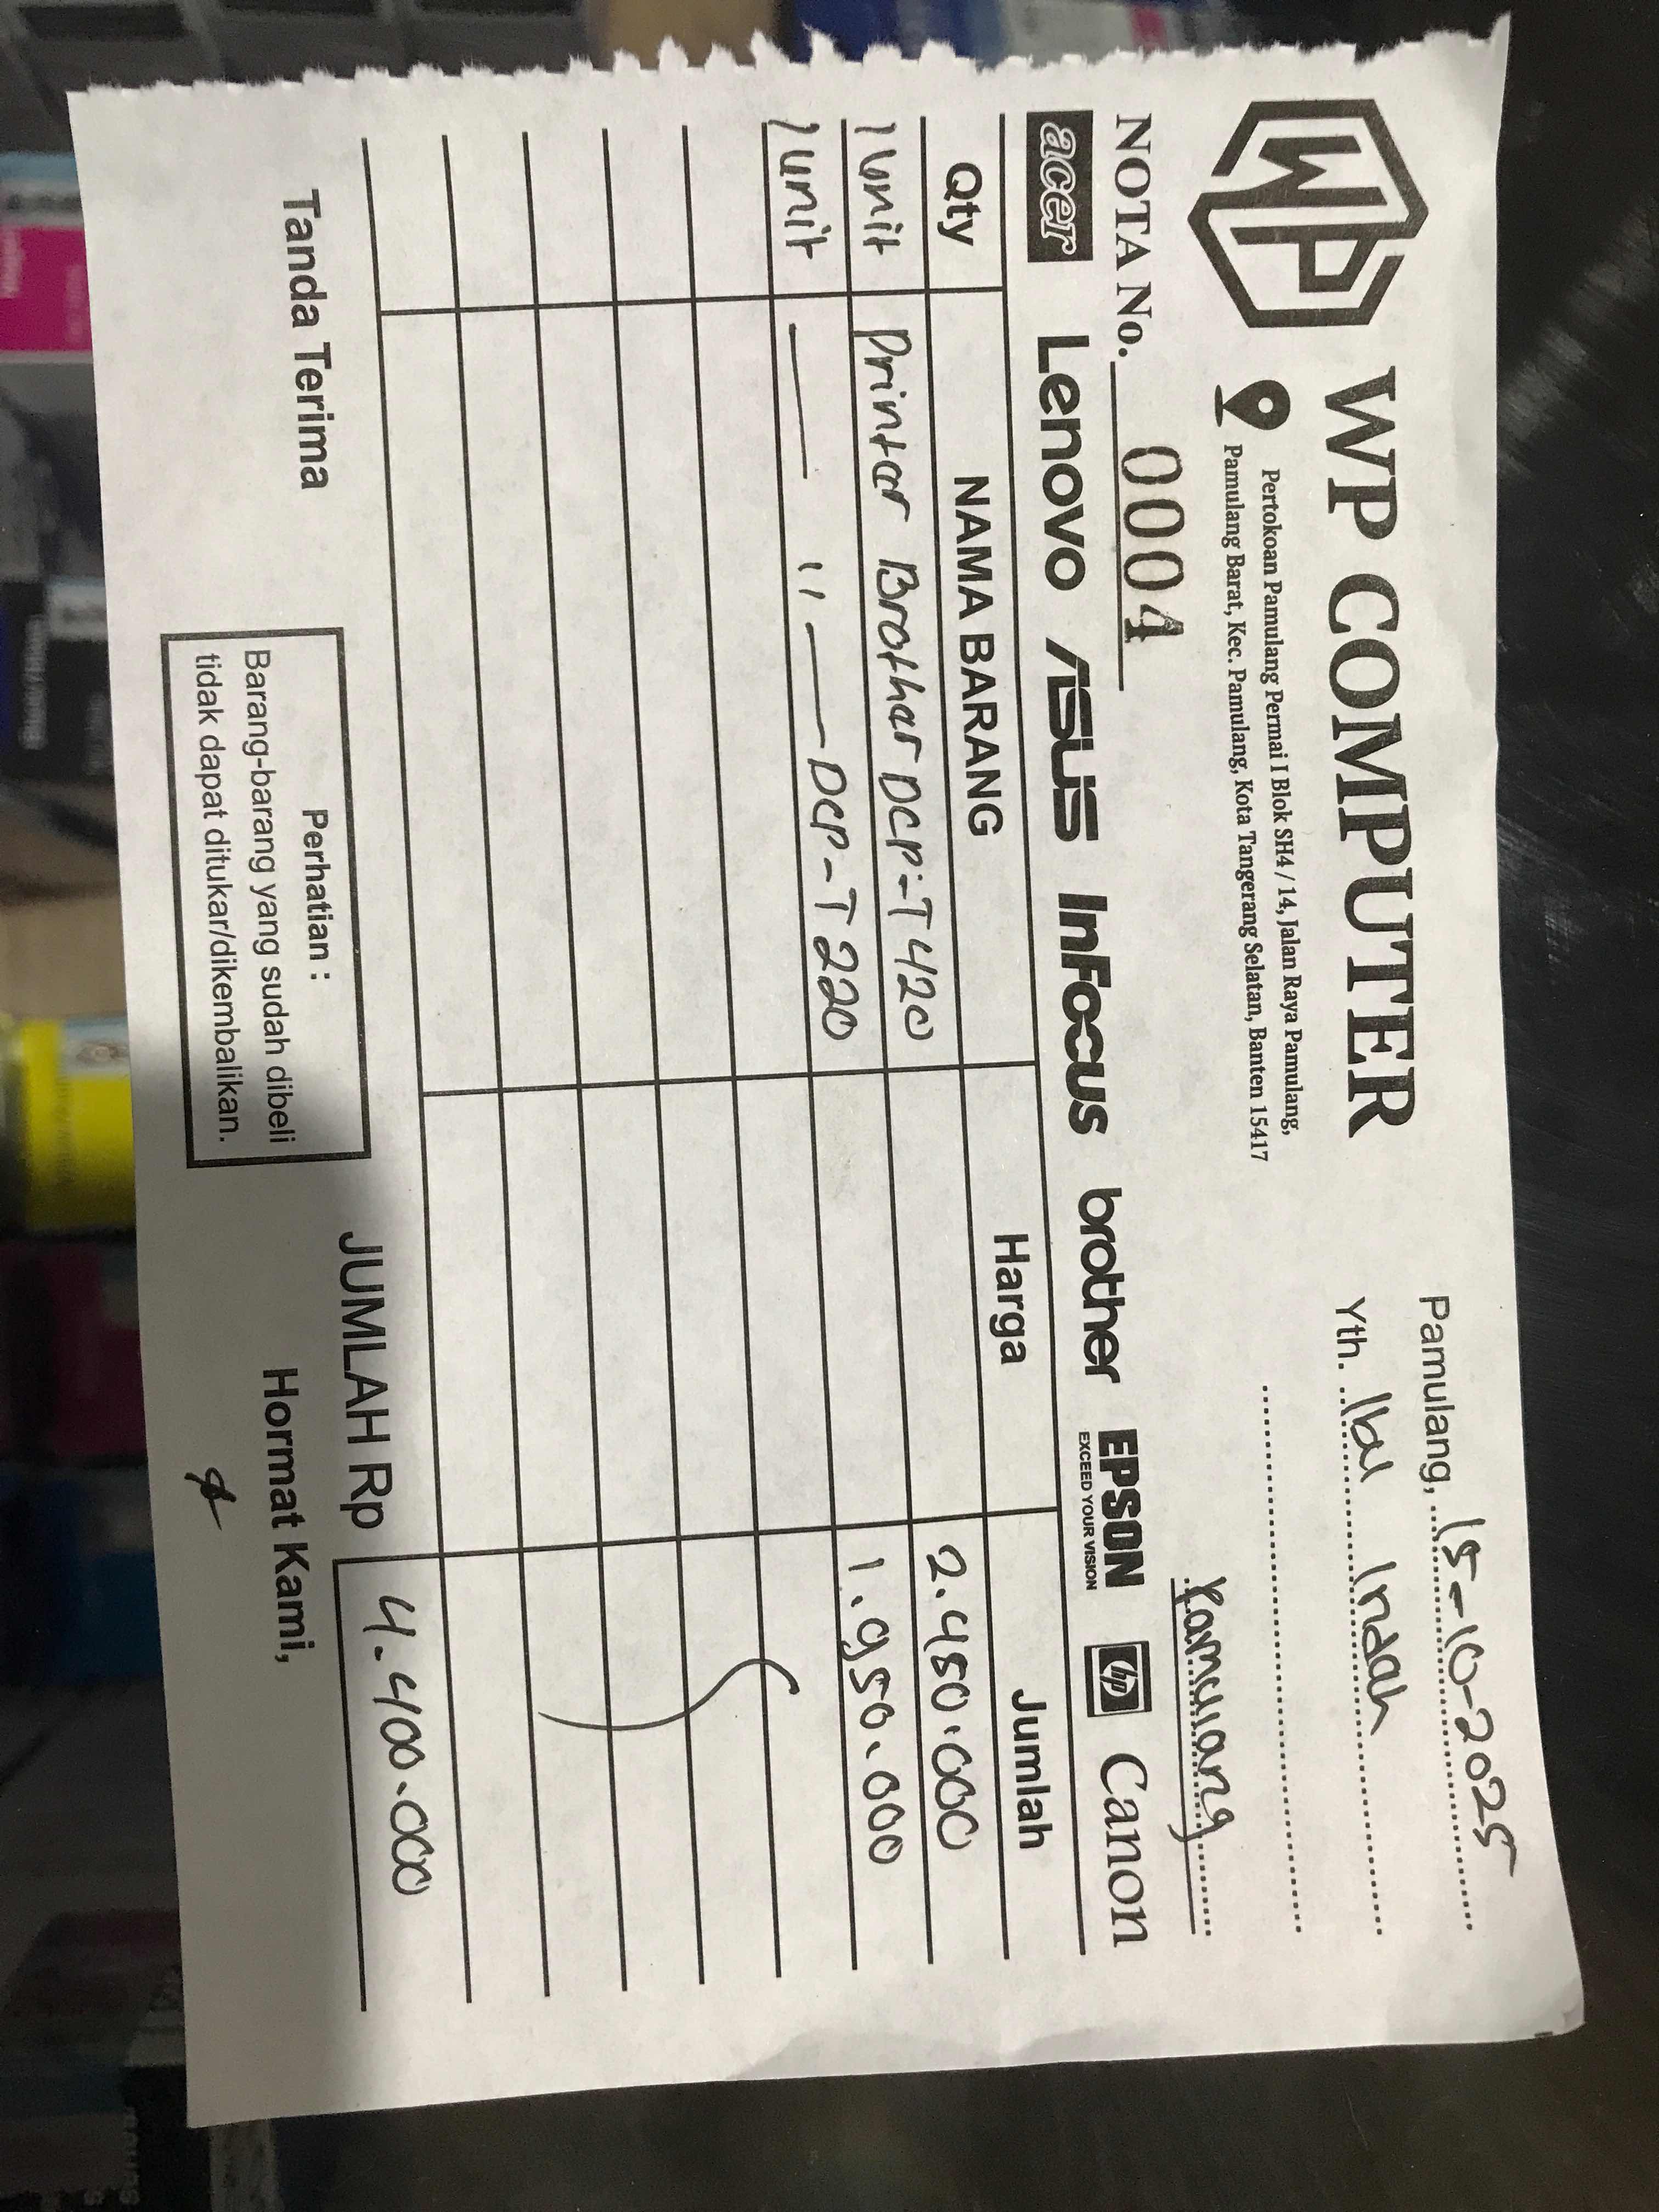 WP COMPUTER
Pertokoan Pamulang Permai I Blok SH4 / 14, Jalan Raya Pamulang,
Pamulang Barat, Kec. Pamulang, Kota Tangerang Selatan, Banten 15417
Pamulang, 15-10-2025
Yth. Ibu Indah
Pamulang
NOTA No. 0004
acer Lenovo ASUS InFocus brother EPSON hp Canon
EXCEED YOUR VISION
Qty NAMA BARANG Harga Jumlah
1 unit Printer Brother DCP-T420 2.450.000
1 unit — " — DCP-T220 1.950.000
JUMLAH Rp 4.400.000
Tanda Terima
Perhatian :
Barang-barang yang sudah dibeli
tidak dapat ditukar/dikembalikan.
Hormat Kami,